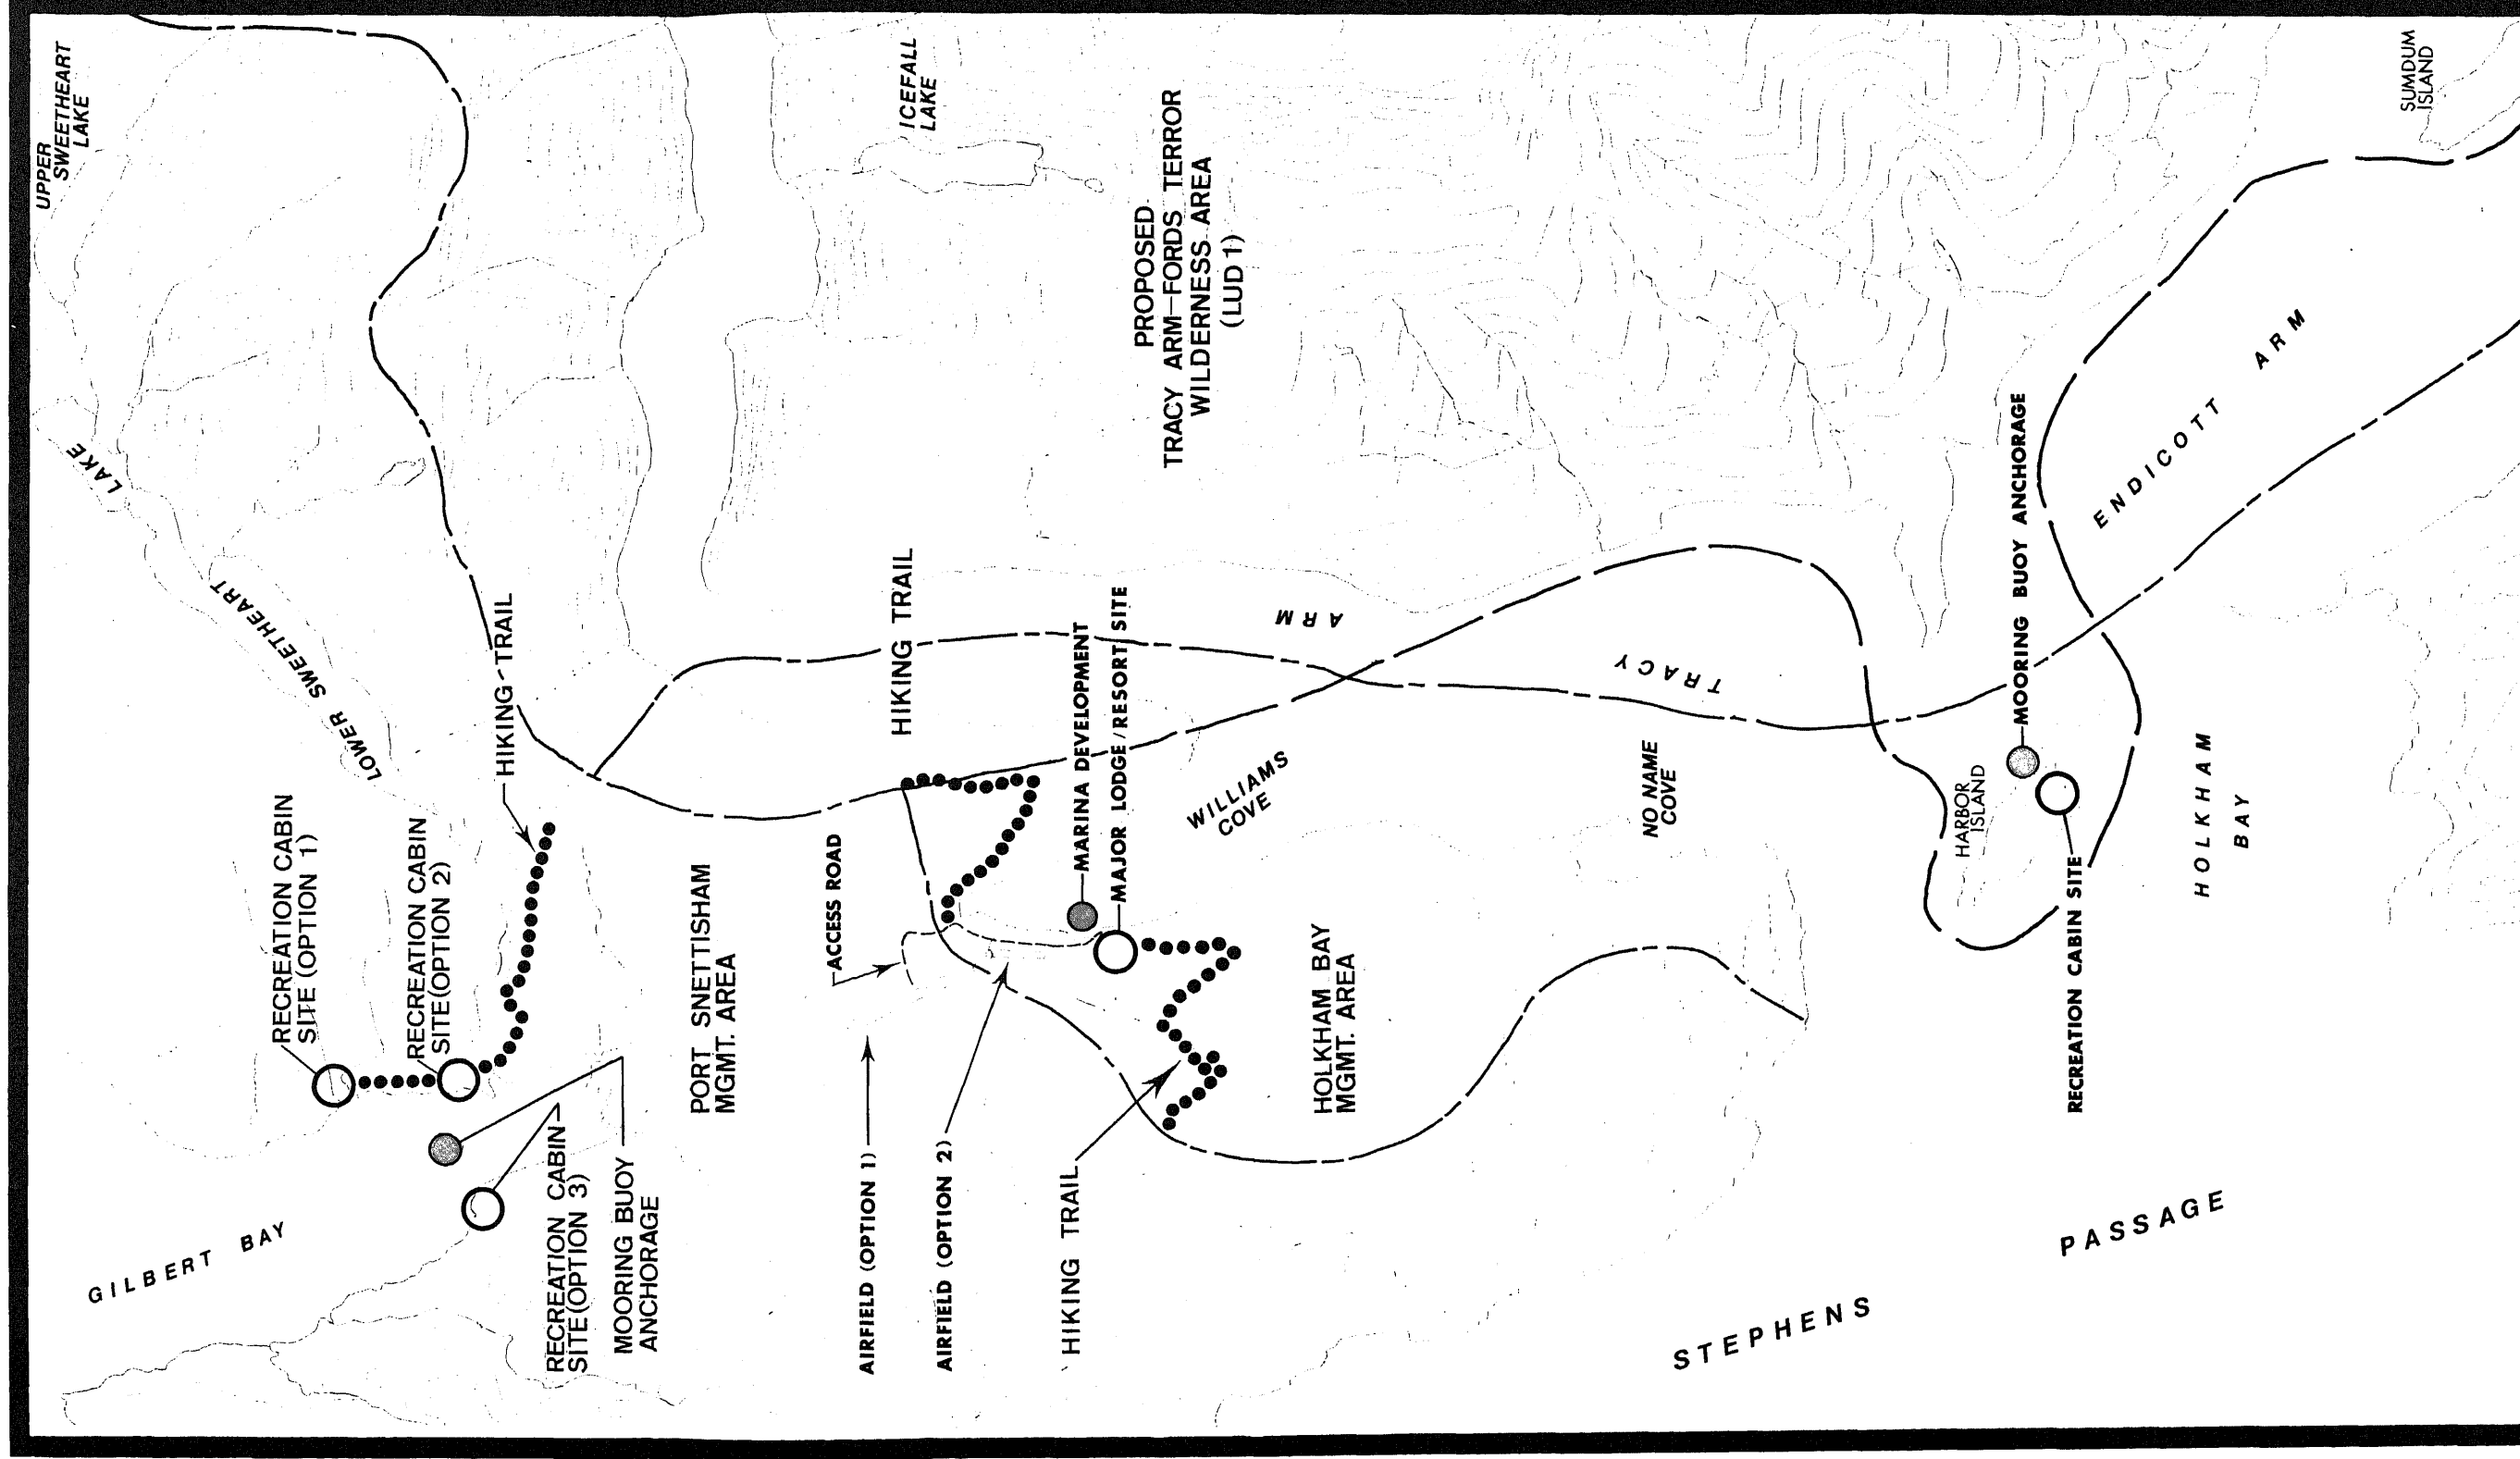 UPPER
SWEETHEART
LAKE
ICEFALL
LAKE
SUMDUM
ISLAND
PROPOSED
TRACY ARM–FORDS TERROR
WILDERNESS AREA
(LUD 1)
LOWER SWEETHEART LAKE
HIKING TRAIL
HIKING TRAIL
TRACY ARM
ENDICOTT ARM
MOORING BUOY ANCHORAGE
MARINA DEVELOPMENT
MAJOR LODGE/RESORT SITE
WILLIAMS
COVE
NO NAME
COVE
HARBOR
ISLAND
HOLKHAM
BAY
RECREATION CABIN
SITE (OPTION 1)
RECREATION CABIN
SITE (OPTION 2)
ACCESS ROAD
PORT SNETTISHAM
MGMT. AREA
HOLKHAM BAY
MGMT. AREA
RECREATION CABIN SITE
GILBERT BAY
RECREATION CABIN
SITE (OPTION 3)
MOORING BUOY
ANCHORAGE
AIRFIELD (OPTION 1)
AIRFIELD (OPTION 2)
HIKING TRAIL
STEPHENS PASSAGE